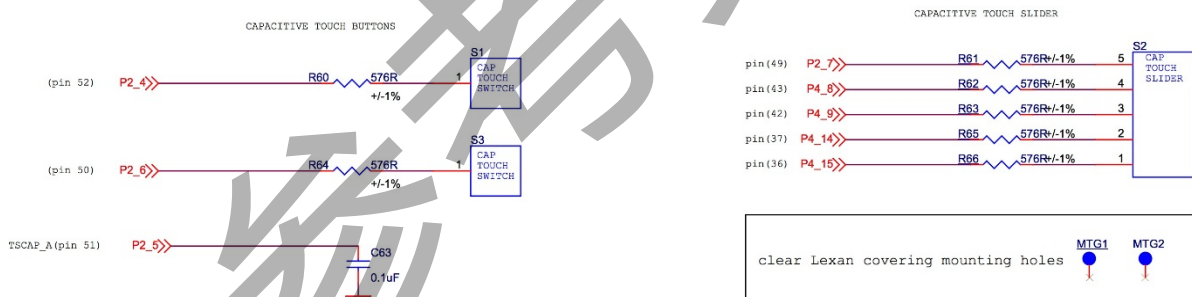 CAPACITIVE TOUCH BUTTONS
S1
(pin 52) P2_4 R60 576R 1 CAP
TOUCH
SWITCH
+/-1%
S3
(pin 50) P2_6 R64 576R 1 CAP
TOUCH
SWITCH
+/-1%
TSCAP_A(pin 51) P2_5
C63
0.1uF
CAPACITIVE TOUCH SLIDER
S2
CAP
TOUCH
SLIDER
pin(49) P2_7 R61 576R+/-1% 5
pin(43) P4_8 R62 576R+/-1% 4
pin(42) P4_9 R63 576R+/-1% 3
pin(37) P4_14 R65 576R+/-1% 2
pin(36) P4_15 R66 576R+/-1% 1
clear Lexan covering mounting holes MTG1 MTG2